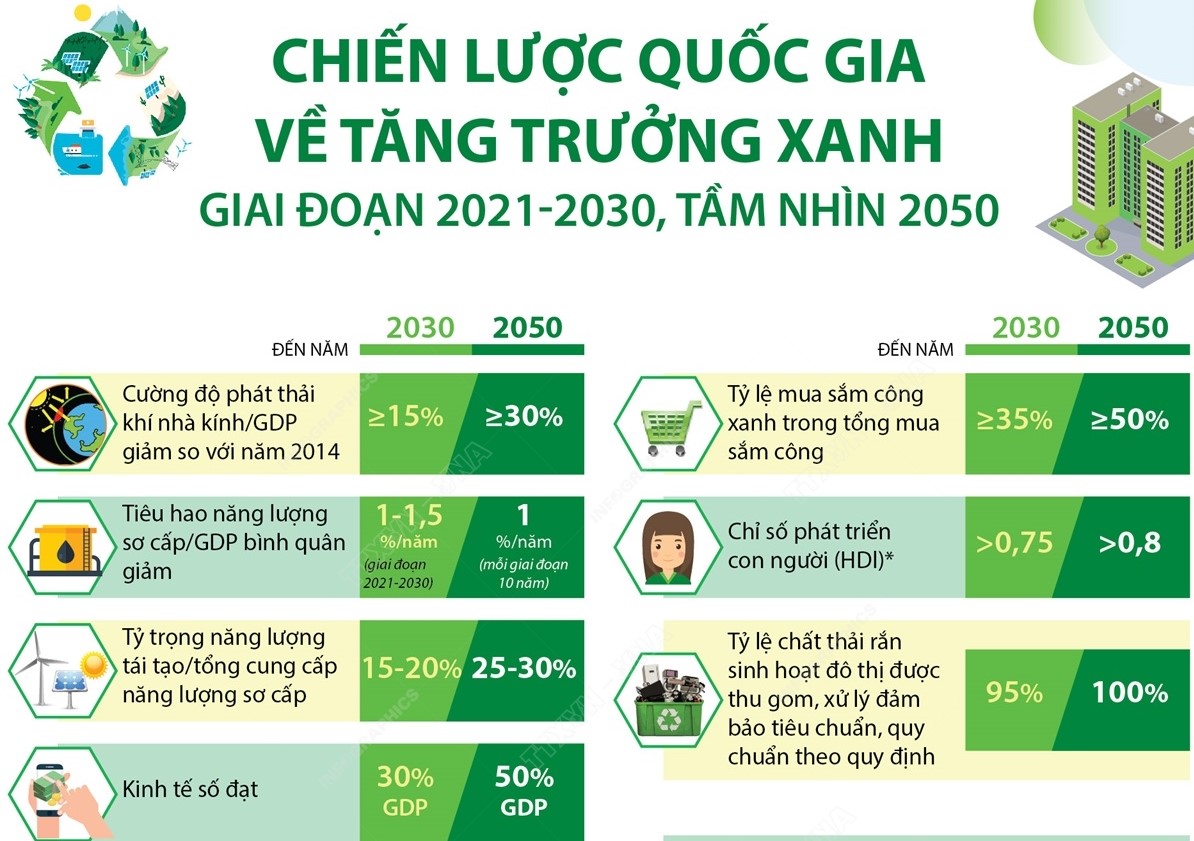 CHIẾN LƯỢC QUỐC GIA
VỀ TĂNG TRƯỞNG XANH
GIAI ĐOẠN 2021-2030, TẦM NHÌN 2050
ĐẾN NĂM 2030 2050
Cường độ phát thải
khí nhà kính/GDP
giảm so với năm 2014
≥15% ≥30%
Tiêu hao năng lượng
sơ cấp/GDP bình quân
giảm
1-1,5
%/năm
(giai đoạn
2021-2030)
1
%/năm
(mỗi giai đoạn
10 năm)
Tỷ trọng năng lượng
tái tạo/tổng cung cấp
năng lượng sơ cấp
15-20% 25-30%
Kinh tế số đạt
30%
GDP
50%
GDP
ĐẾN NĂM 2030 2050
Tỷ lệ mua sắm công
xanh trong tổng mua
sắm công
≥35% ≥50%
Chỉ số phát triển
con người (HDI)*
>0,75 >0,8
Tỷ lệ chất thải rắn
sinh hoạt đô thị được
thu gom, xử lý đảm
bảo tiêu chuẩn, quy
chuẩn theo quy định
95% 100%